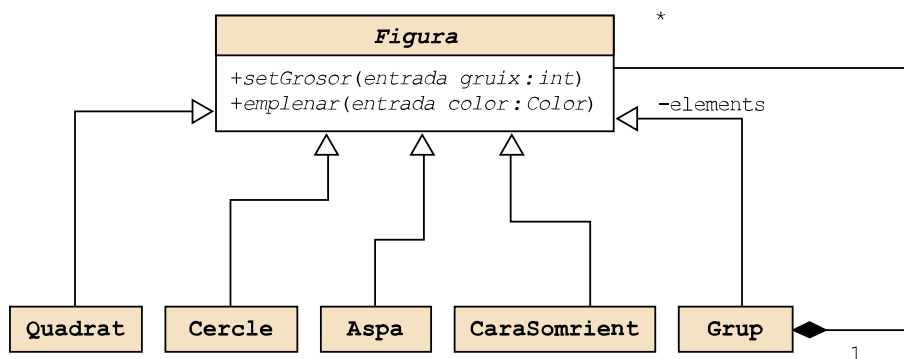 *
Figura
+setGrosor(entrada gruix:int)
+emplenar(entrada color:Color)
-elements
Quadrat
Cercle
Aspa
CaraSomrient
Grup
1